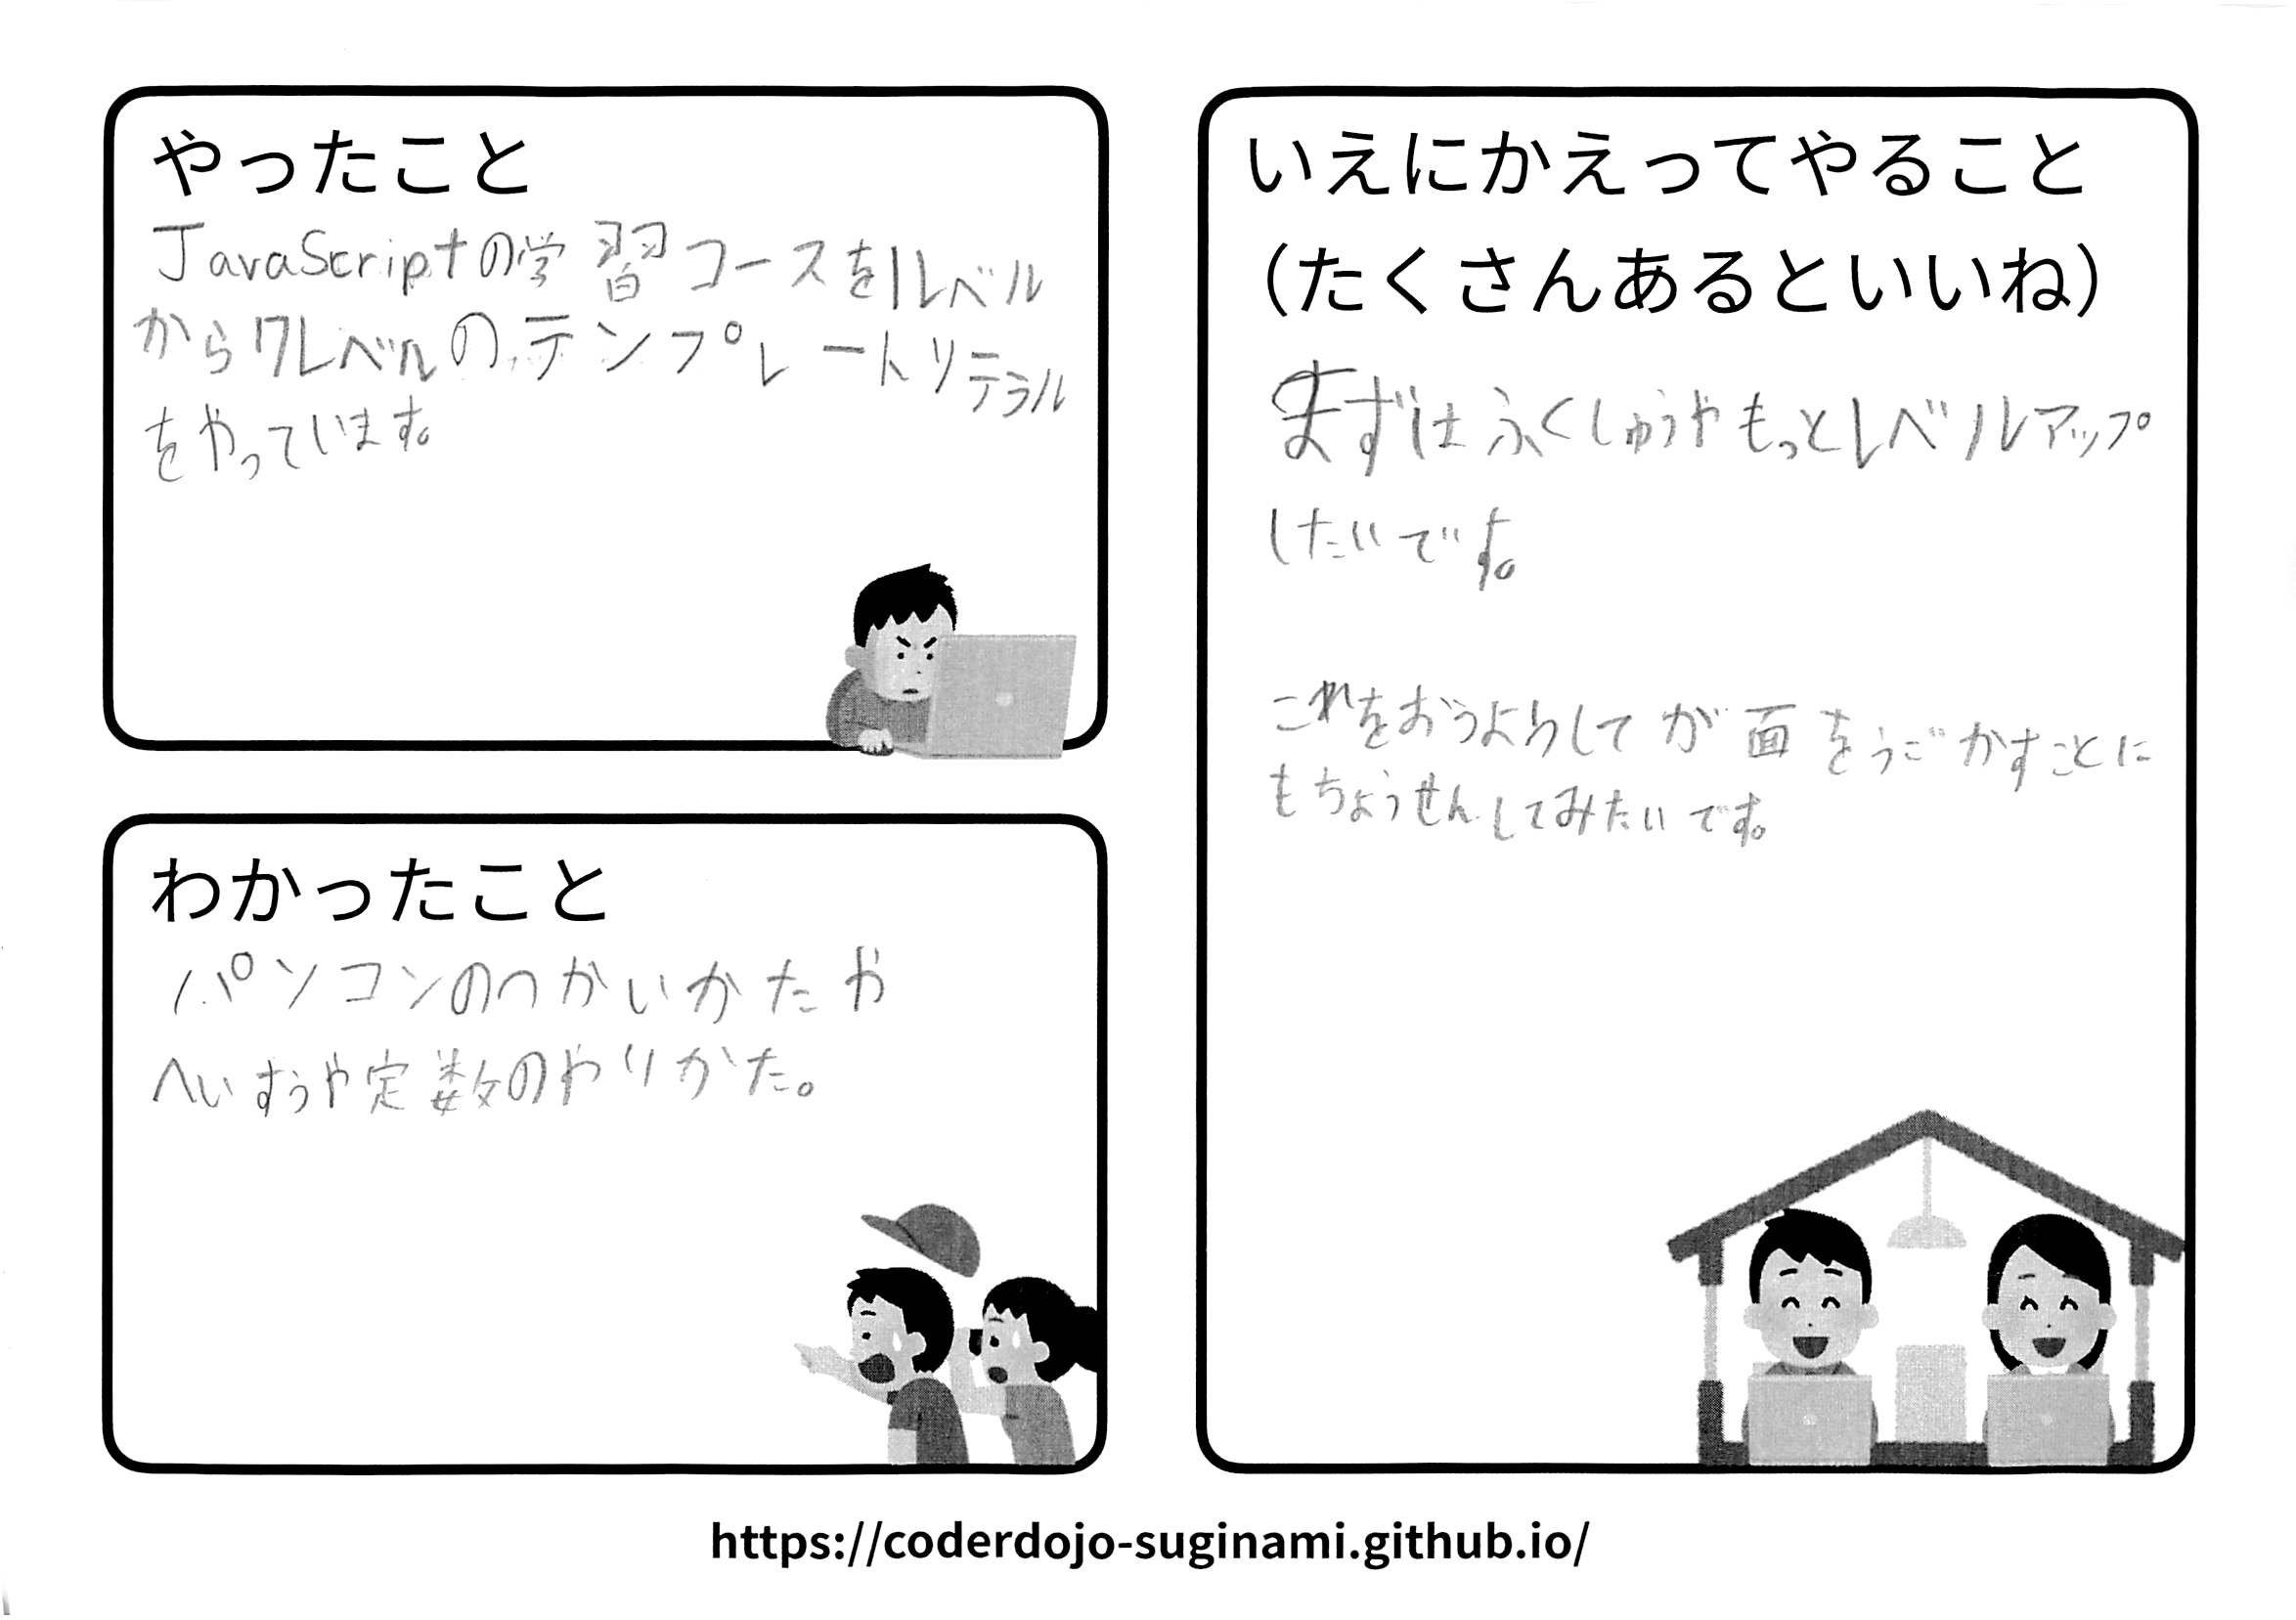 やったこと
JavaScriptの学習コースを1レベル
から7レベルのテンプレートリテラル
をやっています。
わかったこと
パソコンのつかいかたや
へいすうや定数のやりかた。
いえにかえってやること
（たくさんあるといいね）
まずはふくしゅうやもっとレベルアップ
したいです。
これをおうようして が面をうごかすことに
もちょうせんしてみたいです。
https://coderdojo-suginami.github.io/